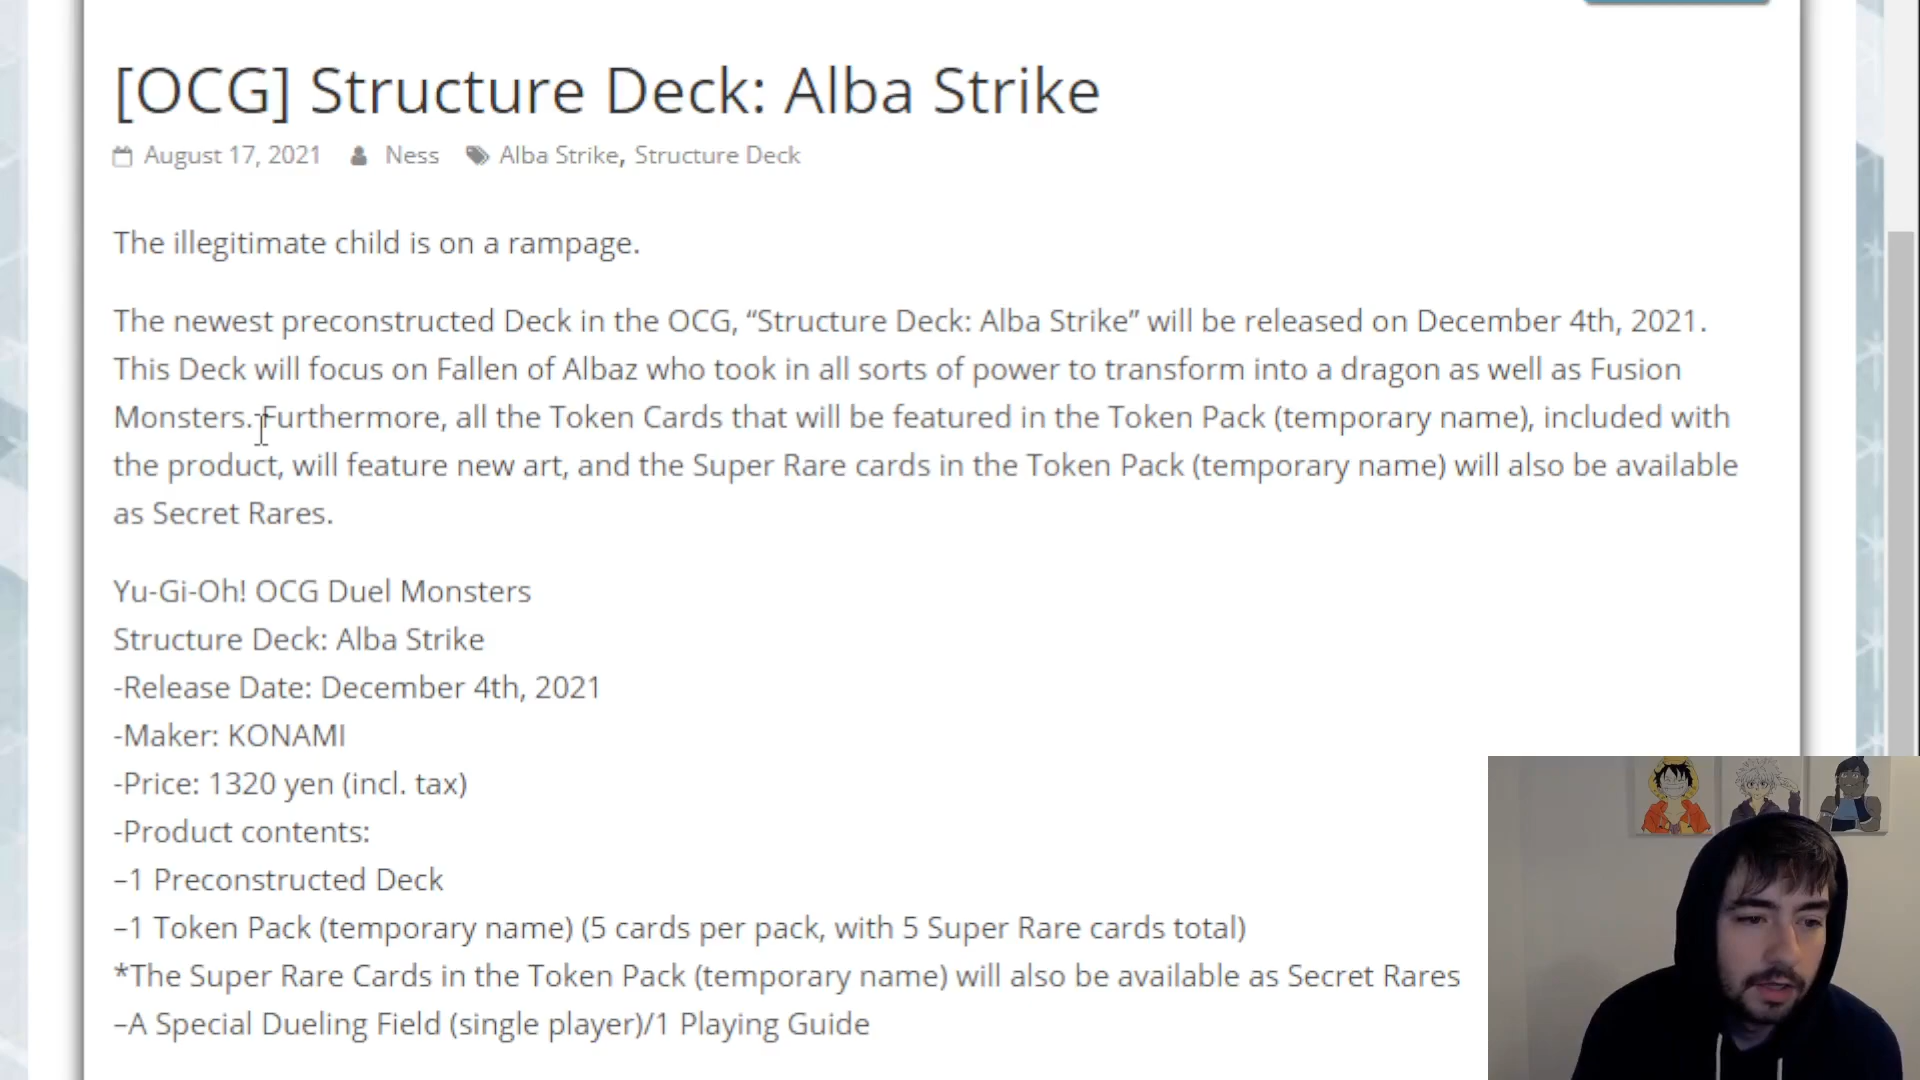 [OCG] Structure Deck: Alba Strike
August 17, 2021 Ness Alba Strike, Structure Deck
The illegitimate child is on a rampage.
The newest preconstructed Deck in the OCG, “Structure Deck: Alba Strike” will be released on December 4th, 2021.
This Deck will focus on Fallen of Albaz who took in all sorts of power to transform into a dragon as well as Fusion
Monsters. Furthermore, all the Token Cards that will be featured in the Token Pack (temporary name), included with
the product, will feature new art, and the Super Rare cards in the Token Pack (temporary name) will also be available
as Secret Rares.
Yu-Gi-Oh! OCG Duel Monsters
Structure Deck: Alba Strike
-Release Date: December 4th, 2021
-Maker: KONAMI
-Price: 1320 yen (incl. tax)
-Product contents:
–1 Preconstructed Deck
–1 Token Pack (temporary name) (5 cards per pack, with 5 Super Rare cards total)
*The Super Rare Cards in the Token Pack (temporary name) will also be available as Secret Rares
–A Special Dueling Field (single player)/1 Playing Guide